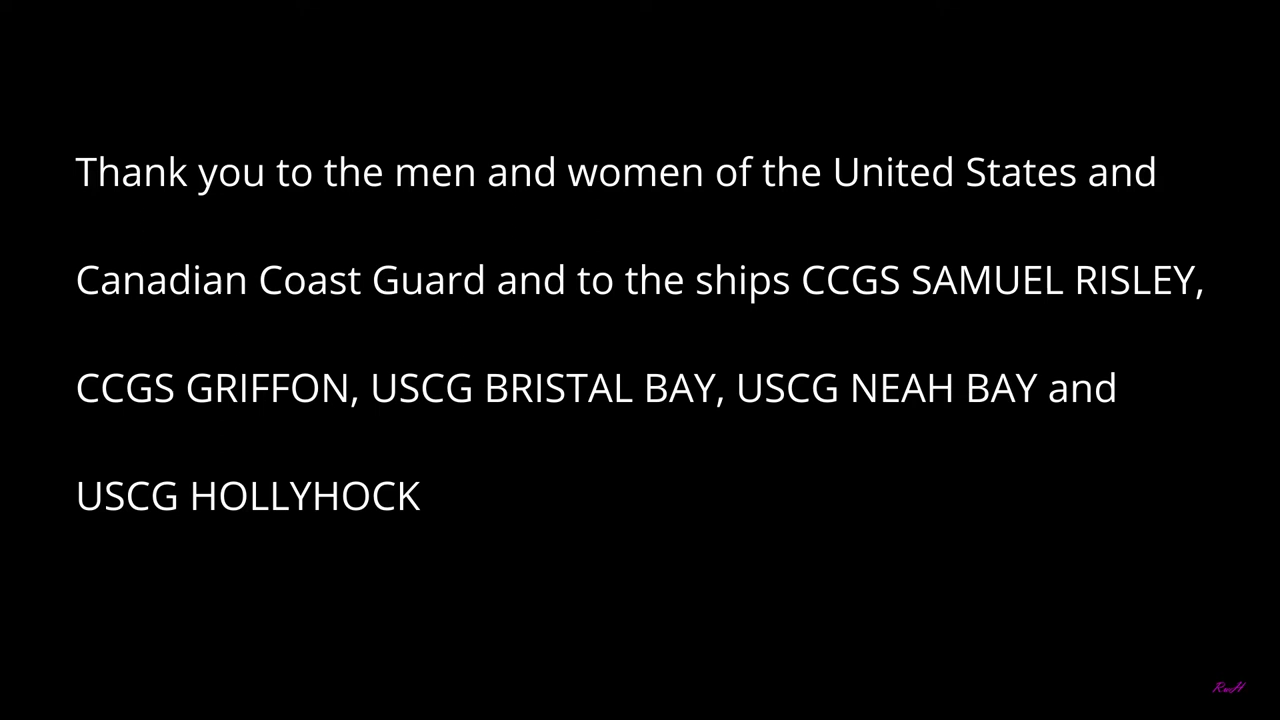 Thank you to the men and women of the United States and
Canadian Coast Guard and to the ships CCGS SAMUEL RISLEY,
CCGS GRIFFON, USCG BRISTAL BAY, USCG NEAH BAY and
USCG HOLLYHOCK